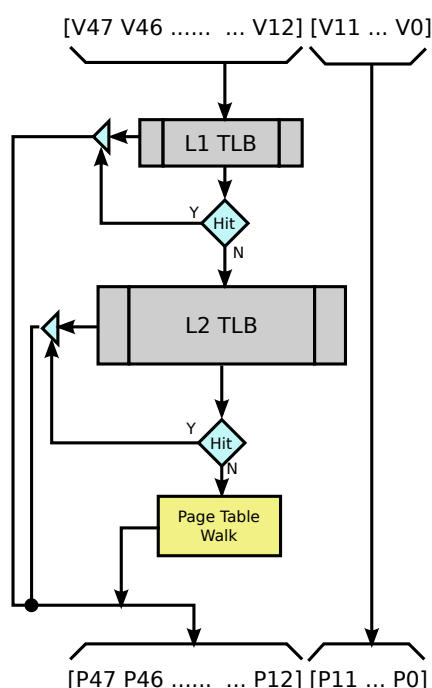 [V47 V46 ...... ... V12] [V11 ... V0]
L1 TLB
Y
Hit
N
L2 TLB
Y
Hit
N
Page Table
Walk
[P47 P46 ...... ... P12] [P11 ... P0]